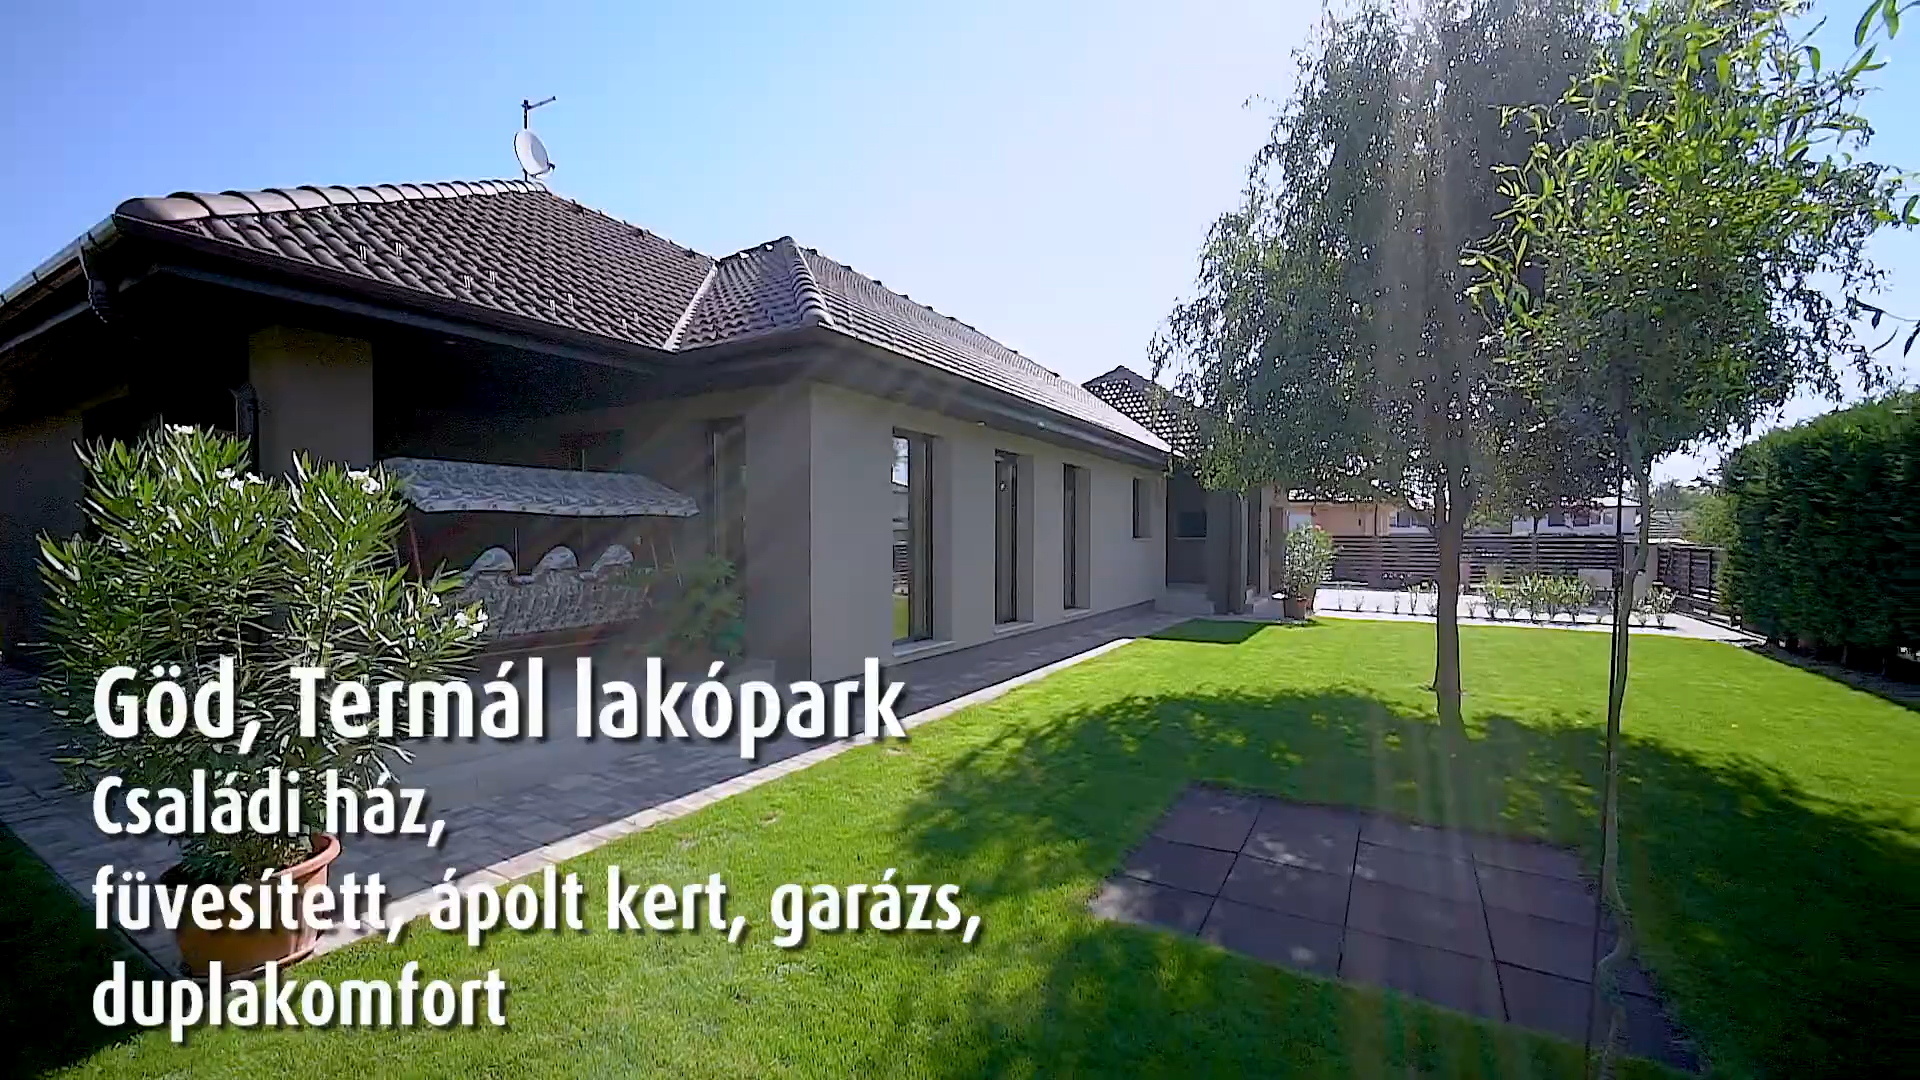 Göd, Termál lakópark
Családi ház,
füvesített, ápolt kert, garázs,
duplakomfort